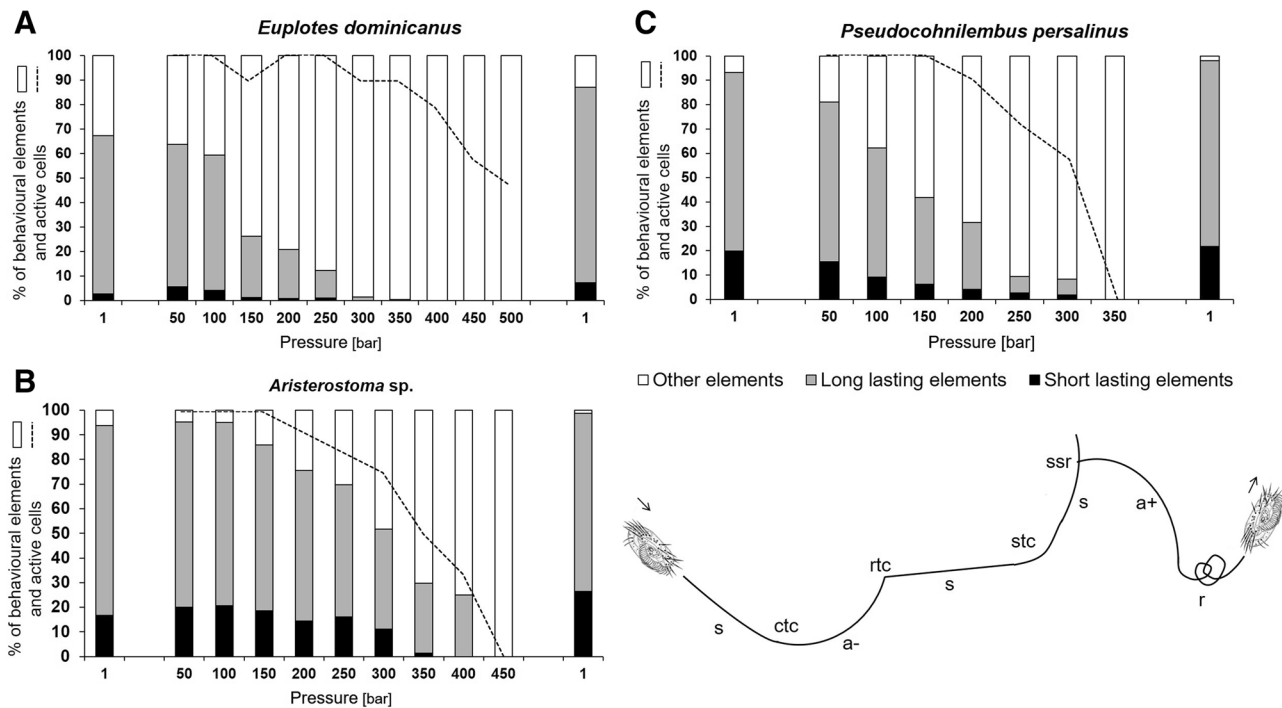 A
Euplotes dominicanus
% of behavioural elements
and active cells
100
90
80
70
60
50
40
30
20
10
0
1 50 100 150 200 250 300 350 400 450 500 1
Pressure [bar]
B
Aristerostoma sp.
% of behavioural elements
and active cells
100
90
80
70
60
50
40
30
20
10
0
1 50 100 150 200 250 300 350 400 450 1
Pressure [bar]
C
Pseudocohnilembus persalinus
% of behavioural elements
and active cells
100
90
80
70
60
50
40
30
20
10
0
1 50 100 150 200 250 300 350 1
Pressure [bar]
Other elements Long lasting elements Short lasting elements
s
ctc
a-
rtc
s
stc
s
ssr
a+
r